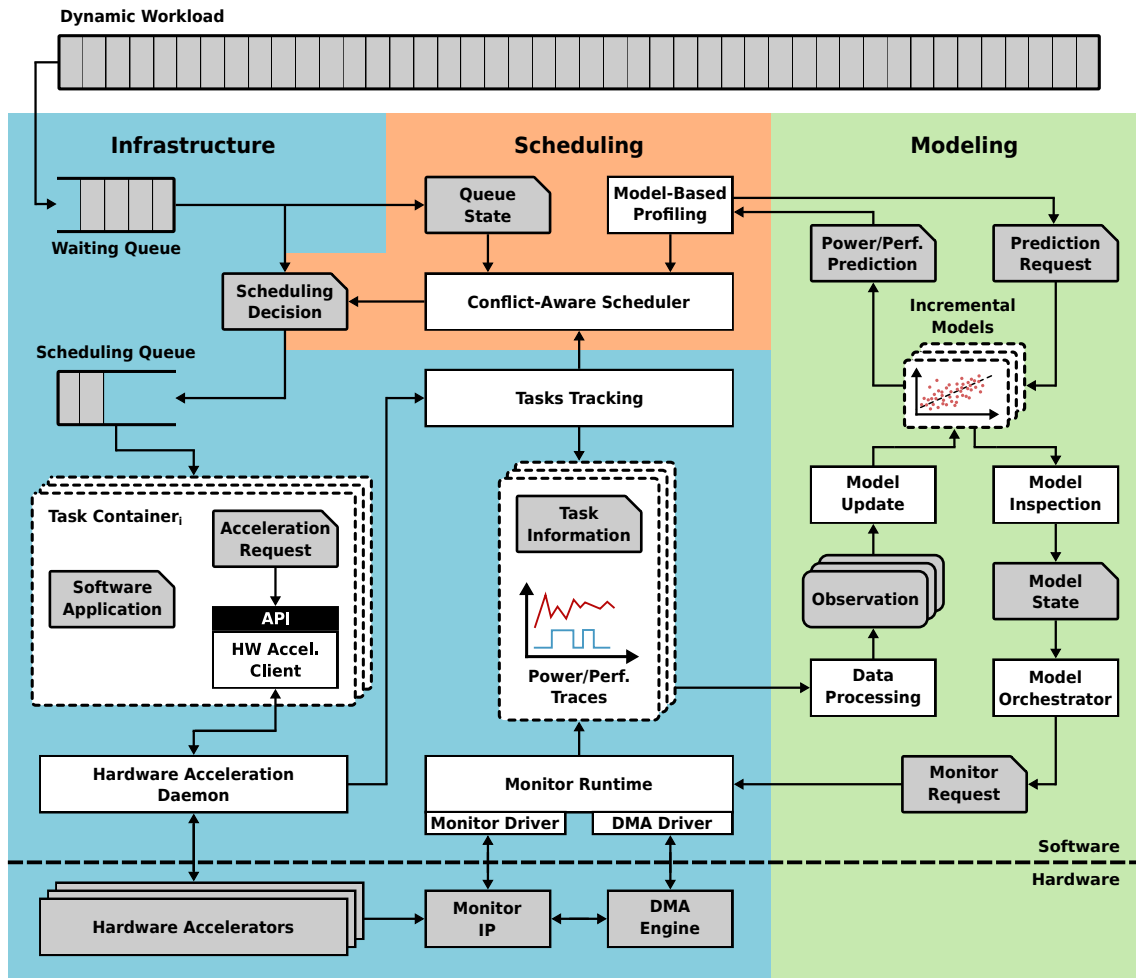 Dynamic Workload
Infrastructure
Scheduling
Modeling
Waiting Queue
Queue
State
Model-Based
Profiling
Power/Perf.
Prediction
Prediction
Request
Scheduling
Decision
Conflict-Aware Scheduler
Incremental
Models
Scheduling Queue
Tasks Tracking
Task Containeri
Acceleration
Request
Software
Application
API
HW Accel.
Client
Task
Information
Power/Perf.
Traces
Model
Update
Model
Inspection
Observation
Model
State
Data
Processing
Model
Orchestrator
Hardware Acceleration
Daemon
Monitor Runtime
Monitor Driver
DMA Driver
Monitor
Request
Software
Hardware
Hardware Accelerators
Monitor
IP
DMA
Engine